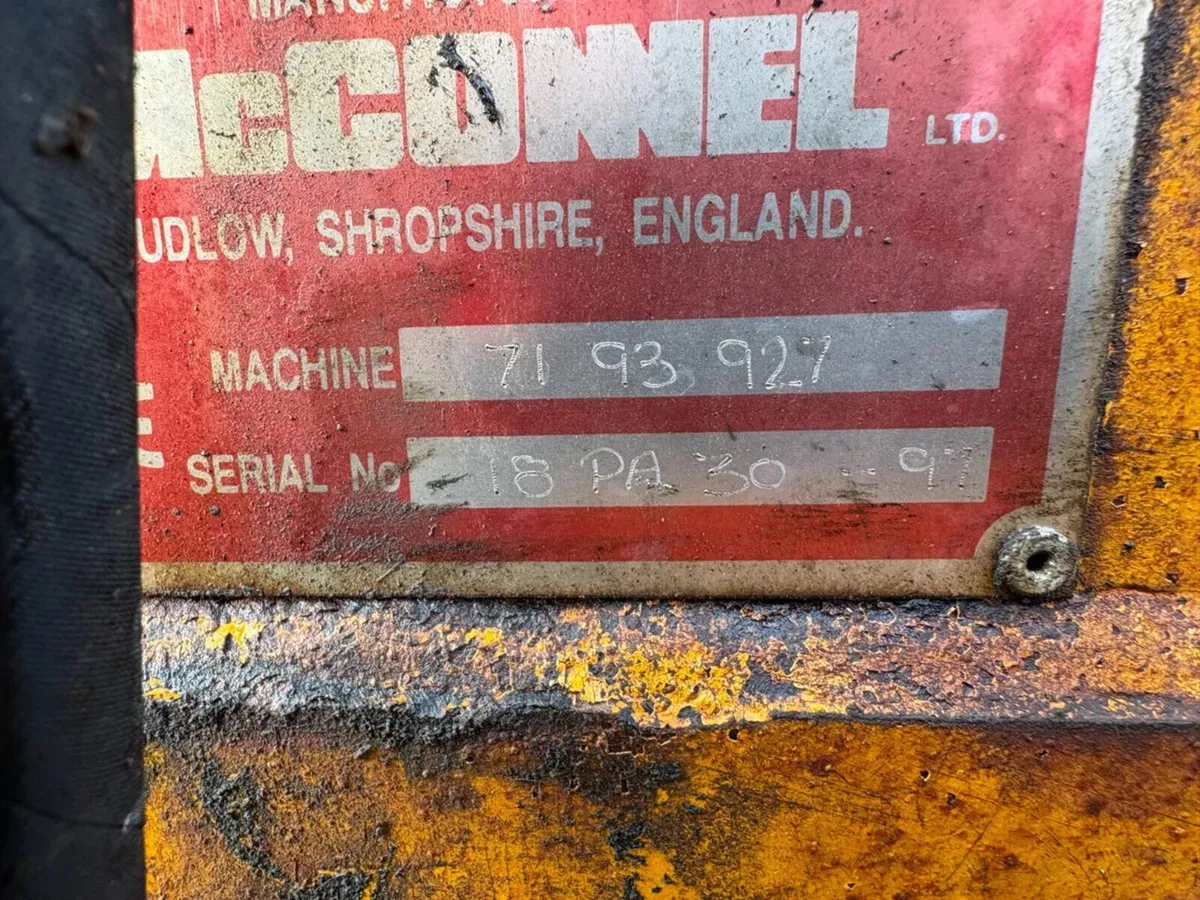 McCONNEL LTD.
UDLOW, SHROPSHIRE, ENGLAND.
MACHINE 71 93 927
E
SERIAL No 18 PA 30 - 97